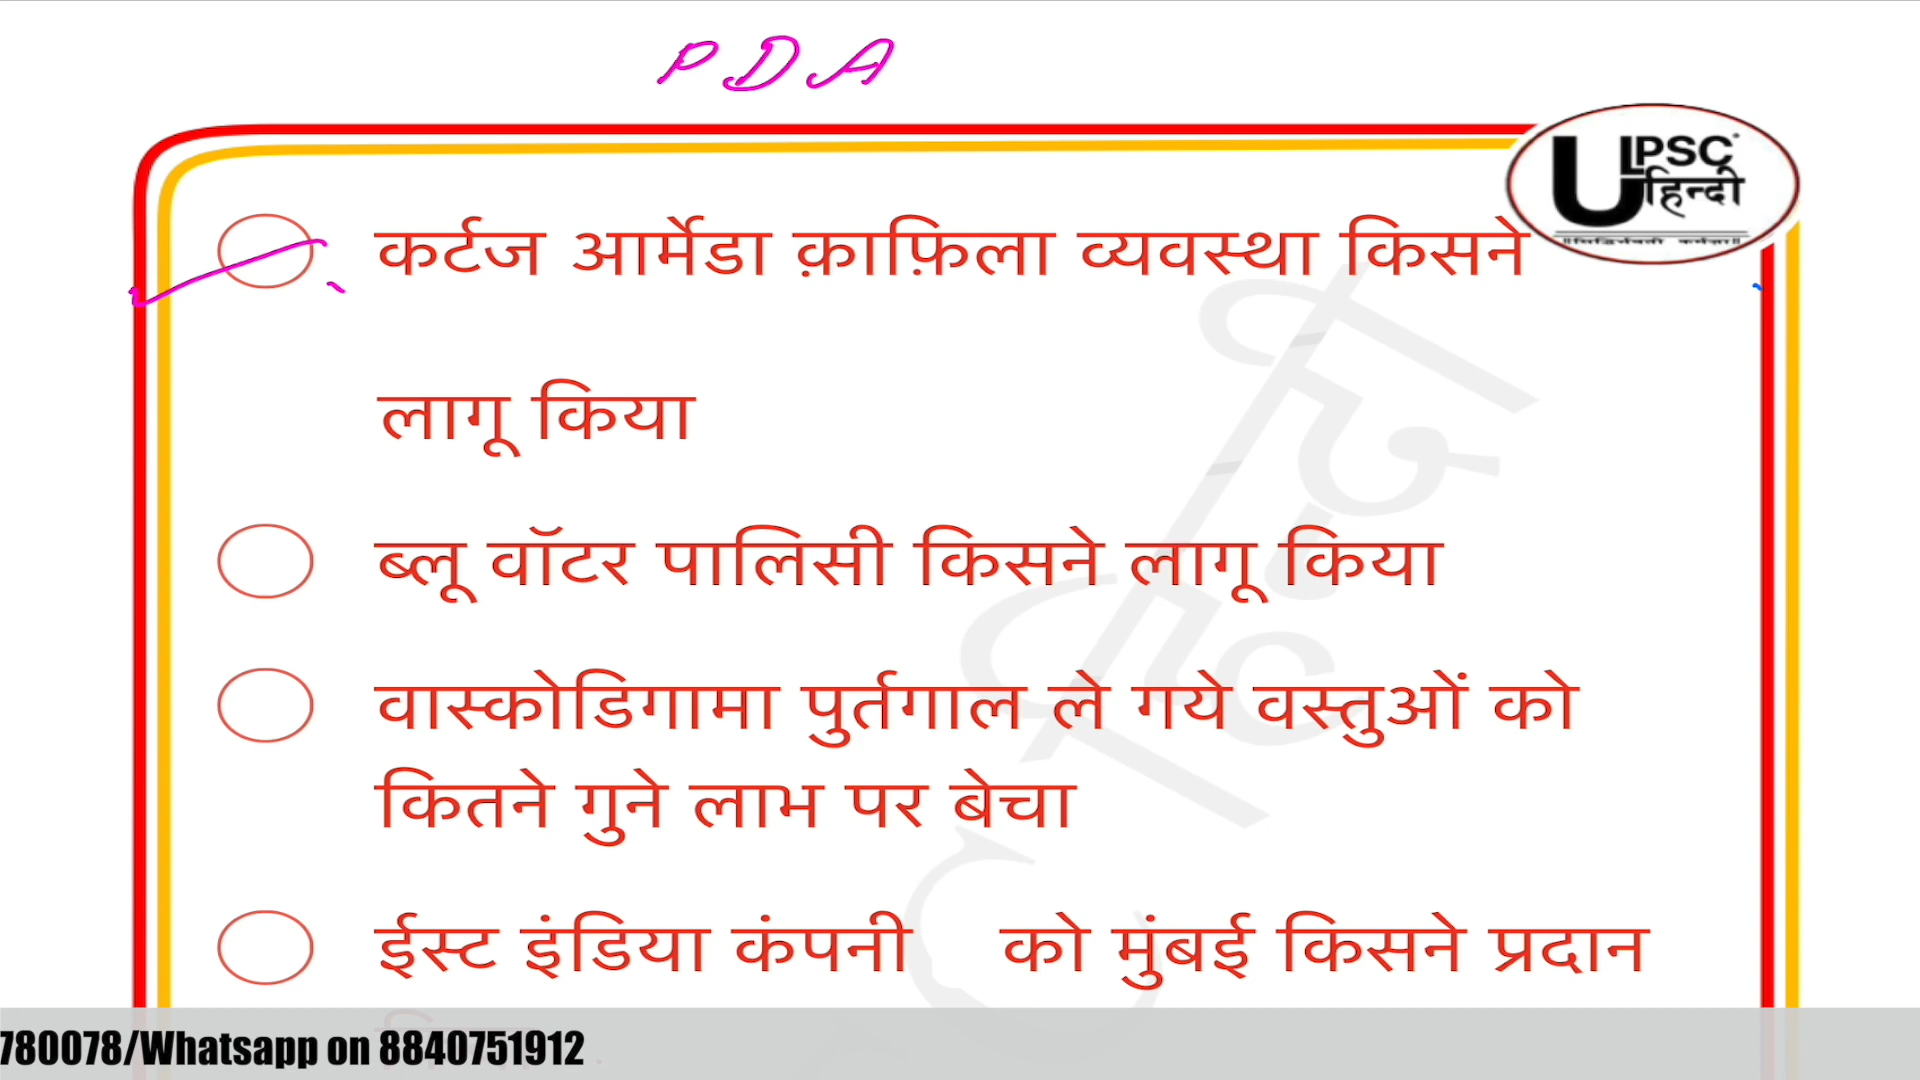 PDA
UPSC
हिन्दी
कर्टज आर्मेडा क़ाफ़िला व्यवस्था किसने
लागू किया
ब्लू वॉटर पालिसी किसने लागू किया
वास्कोडिगामा पुर्तगाल ले गये वस्तुओं को
कितने गुने लाभ पर बेचा
ईस्ट इंडिया कंपनी को मुंबई किसने प्रदान
780078/Whatsapp on 8840751912